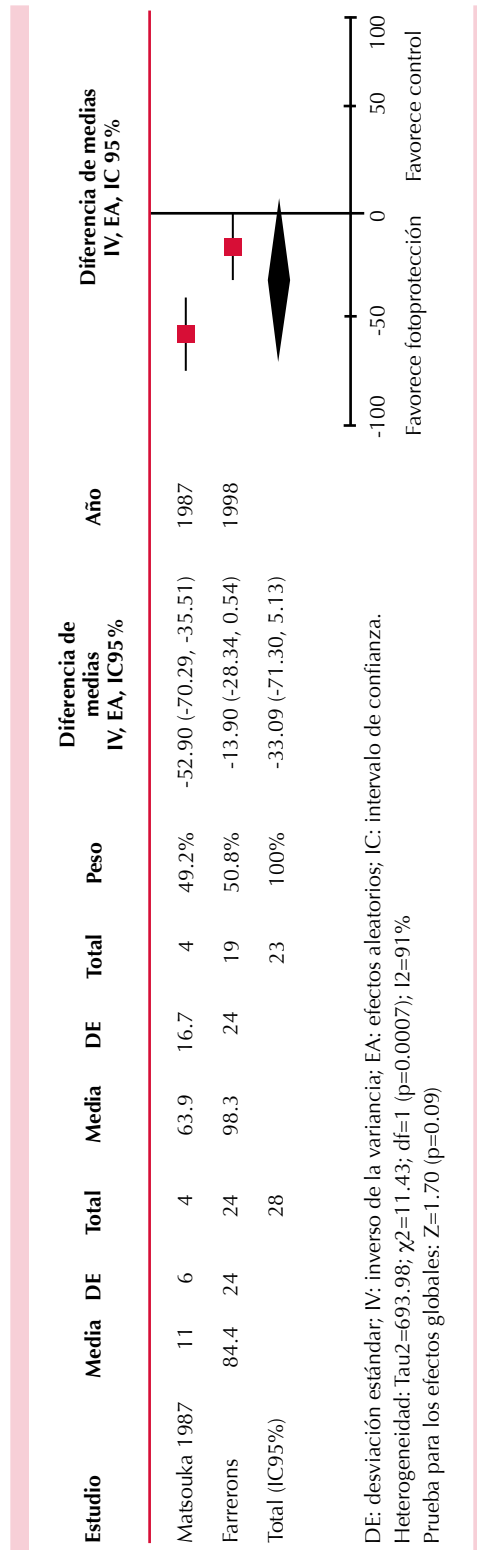 Estudio Media DE Total Media DE Total Peso Diferencia de medias IV, EA, IC95% Año Diferencia de medias IV, EA, IC 95%
Matsouka 1987 11 6 4 63.9 16.7 4 49.2% -52.90 (-70.29, -35.51) 1987
Farrerons 84.4 24 24 98.3 24 19 50.8% -13.90 (-28.34, 0.54) 1998
Total (IC95%) 28 23 100% -33.09 (-71.30, 5.13)
-100 -50 0 50 100
Favorece fotoprotección Favorece control
DE: desviación estándar; IV: inverso de la variancia; EA: efectos aleatorios; IC: intervalo de confianza.
Heterogeneidad: Tau2=693.98; χ2=11.43; df=1 (p=0.0007); I2=91%
Prueba para los efectos globales: Z=1.70 (p=0.09)